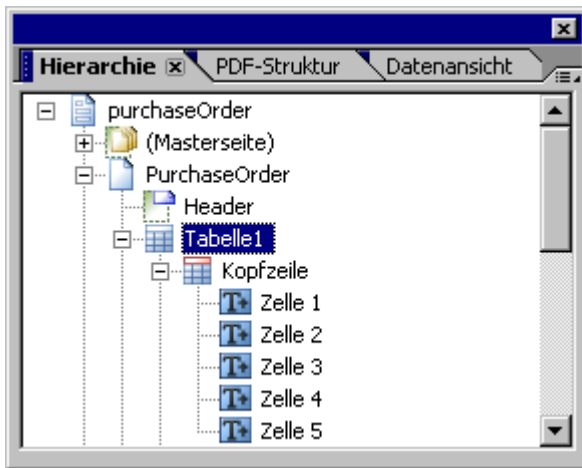 Hierarchie PDF-Struktur Datenansicht
purchaseOrder
(Masterseite)
PurchaseOrder
Header
Tabelle1
Kopfzeile
Zelle 1
Zelle 2
Zelle 3
Zelle 4
Zelle 5